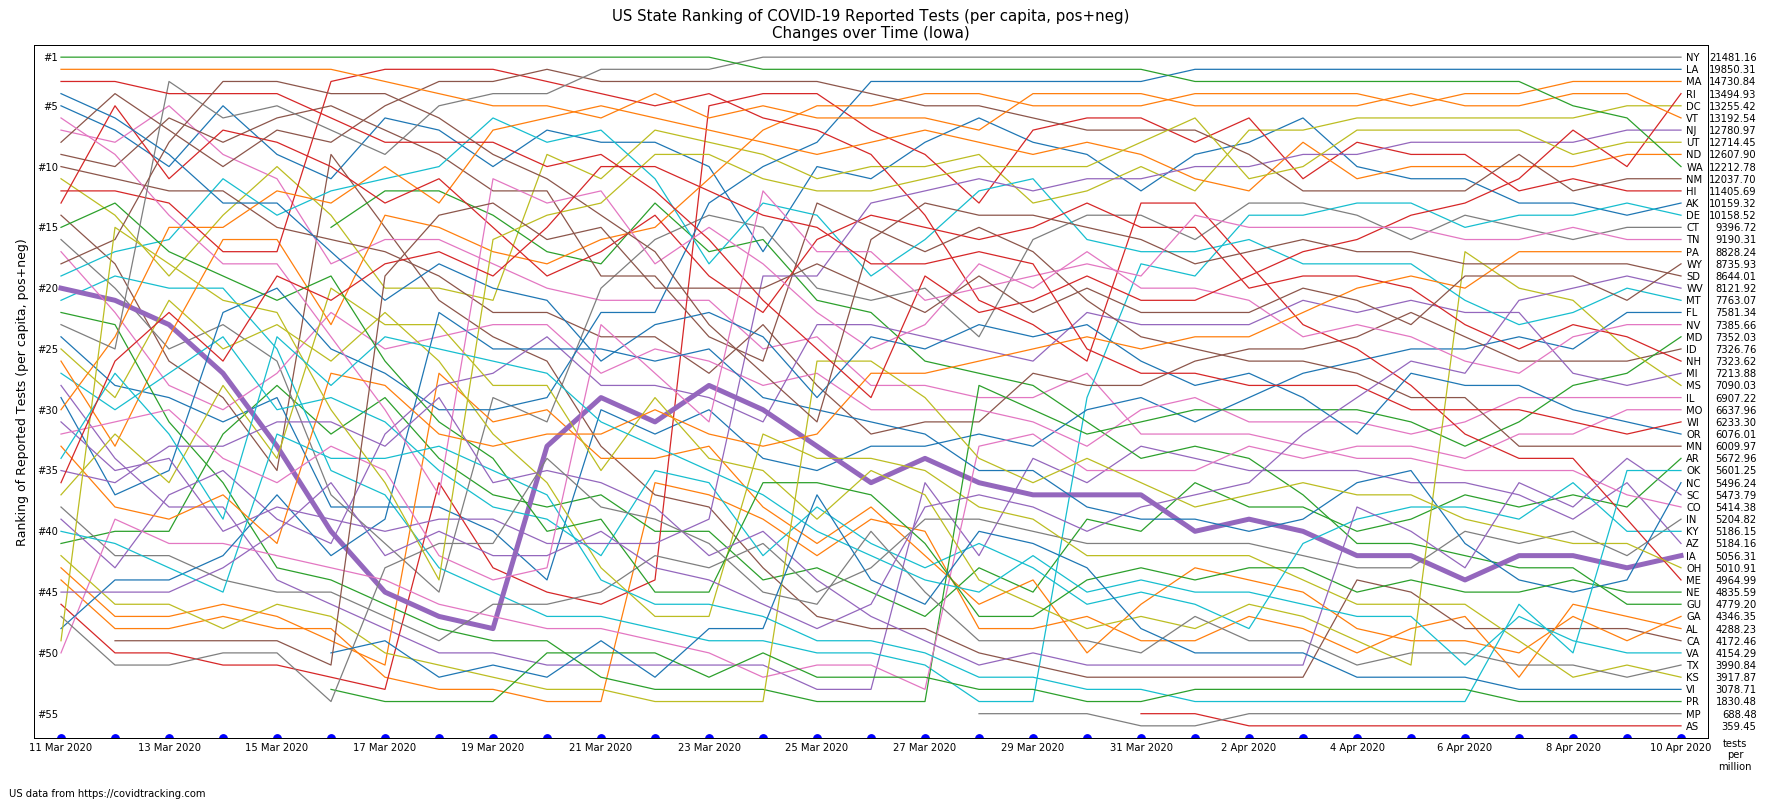 US State Ranking of COVID-19 Reported Tests (per capita, pos+neg)
Changes over Time (Iowa)
Ranking of Reported Tests (per capita, pos+neg)
#1
#5
#10
#15
#20
#25
#30
#35
#40
#45
#50
#55
NY 21481.16
LA 19850.31
MA 14730.84
RI 13494.93
DC 13255.42
VT 13192.54
NJ 12780.97
UT 12714.45
ND 12607.90
WA 12212.78
NM 12037.70
HI 11405.69
AK 10159.32
DE 10158.52
CT 9396.72
TN 9190.31
PA 8828.24
WY 8735.93
SD 8644.01
WV 8121.92
MT 7763.07
FL 7581.34
NV 7385.66
MD 7352.03
ID 7326.76
NH 7323.62
MI 7213.88
MS 7090.03
IL 6907.22
MO 6637.96
WI 6233.30
OR 6076.01
MN 6009.97
AR 5672.96
OK 5601.25
NC 5496.24
SC 5473.79
CO 5414.38
IN 5204.82
KY 5186.15
AZ 5184.16
IA 5056.31
OH 5010.91
ME 4964.99
NE 4835.59
GU 4779.20
GA 4346.35
AL 4288.23
CA 4172.46
VA 4154.29
TX 3990.84
KS 3917.87
VI 3078.71
PR 1830.48
MP 688.48
AS 359.45
11 Mar 2020 13 Mar 2020 15 Mar 2020 17 Mar 2020 19 Mar 2020 21 Mar 2020 23 Mar 2020 25 Mar 2020 27 Mar 2020 29 Mar 2020 31 Mar 2020 2 Apr 2020 4 Apr 2020 6 Apr 2020 8 Apr 2020 10 Apr 2020
tests
per
million
US data from https://covidtracking.com